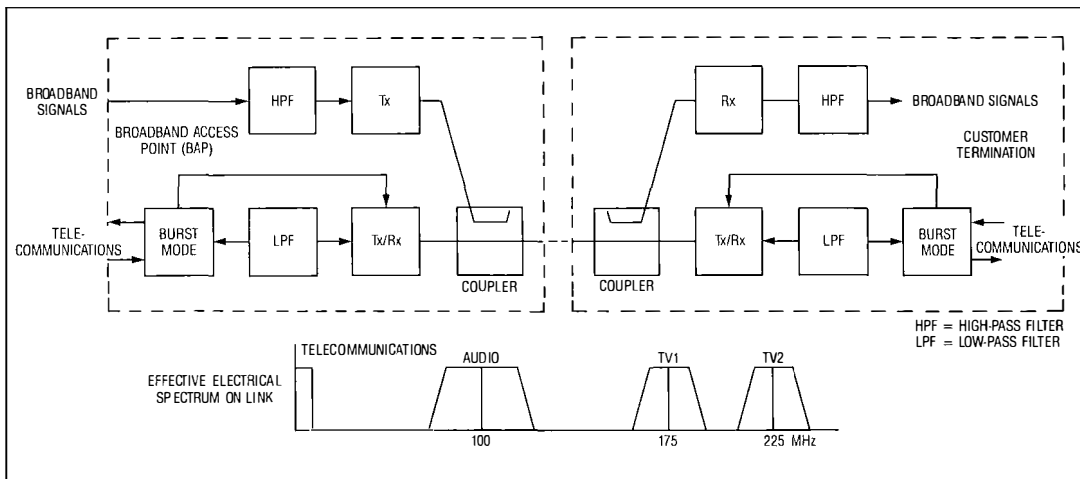 BROADBAND
SIGNALS
HPF
Tx
BROADBAND ACCESS
POINT (BAP)
TELE-
COMMUNICATIONS
BURST
MODE
LPF
Tx/Rx
COUPLER
Rx
HPF
BROADBAND SIGNALS
CUSTOMER
TERMINATION
COUPLER
Tx/Rx
LPF
BURST
MODE
TELE-
COMMUNICATIONS
HPF = HIGH-PASS FILTER
LPF = LOW-PASS FILTER
EFFECTIVE ELECTRICAL
SPECTRUM ON LINK
TELECOMMUNICATIONS
AUDIO
TV1
TV2
100
175
225 MHz